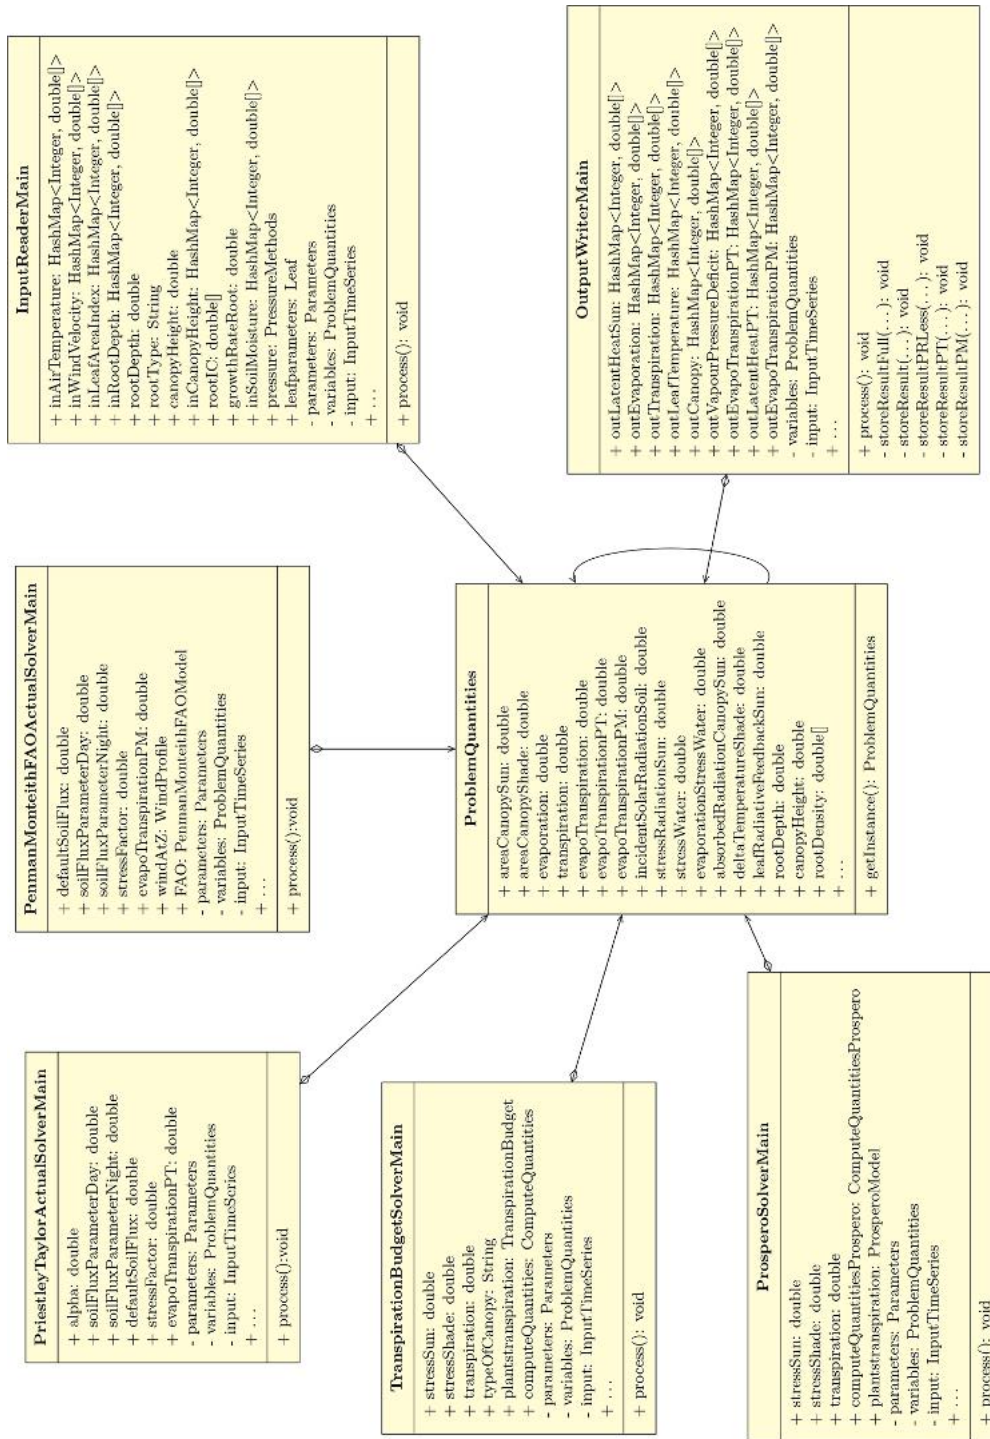 PriestleyTaylorActualSolverMain
+ alpha: double
+ soilFluxParameterDay: double
+ soilFluxParameterNight: double
+ defaultSoilFlux: double
+ stressFactor: double
+ evapoTranspirationPT: double
- parameters: Parameters
- variables: ProblemQuantities
- input: InputTimeSeries
+ ...
+ process():void
PenmanMonteithFAOActualSolverMain
+ defaultSoilFlux: double
+ soilFluxParameterDay: double
+ soilFluxParameterNight: double
+ stressFactor: double
+ evapoTranspirationPM: double
+ windAtZ: WindProfile
+ FAO: PenmanMonteithFAOModel
- parameters: Parameters
- variables: ProblemQuantities
- input: InputTimeSeries
+ ...
+ process():void
InputReaderMain
+ inAirTemperature: HashMap<Integer, double[]>
+ inWindVelocity: HashMap<Integer, double[]>
+ inLeafAreaIndex: HashMap<Integer, double[]>
+ inRootDepth: HashMap<Integer, double[]>
+ rootDepth: double
+ rootType: String
+ canopyHeight: double
+ inCanopyHeight: HashMap<Integer, double[]>
+ rootIC: double[]
+ growthRateRoot: double
+ inSoilMoisture: HashMap<Integer, double[]>
+ pressure: PressureMethods
+ leafparameters: Leaf
- parameters: Parameters
- variables: ProblemQuantities
- input: InputTimeSeries
+ ...
+ process(): void
TranspirationBudgetSolverMain
+ stressSun: double
+ stressShade: double
+ transpiration: double
+ typeOfCanopy: String
+ plantstranspiration: TranspirationBudget
+ computeQuantities: ComputeQuantities
- parameters: Parameters
- variables: ProblemQuantities
- input: InputTimeSeries
+ ...
+ process(): void
ProblemQuantities
+ areaCanopySun: double
+ areaCanopyShade: double
+ evaporation: double
+ transpiration: double
+ evapoTranspiration: double
+ evapoTranspirationPT: double
+ evapoTranspirationPM: double
+ incidentSolarRadiationSoil: double
+ stressRadiationSun: double
+ stressWater: double
+ evaporationStressWater: double
+ absorbedRadiationCanopySun: double
+ deltaTemperatureShade: double
+ leafRadiativeFeedbackSun: double
+ rootDepth: double
+ canopyHeight: double
+ rootDensity: double[]
+ ...
+ getInstance(): ProblemQuantities
OutputWriterMain
+ outLatentHeatSun: HashMap<Integer, double[]>
+ outEvaporation: HashMap<Integer, double[]>
+ outTranspiration: HashMap<Integer, double[]>
+ outLeafTemperature: HashMap<Integer, double[]>
+ outCanopy: HashMap<Integer, double[]>
+ outVapourPressureDeficit: HashMap<Integer, double[]>
+ outEvapoTranspirationPT: HashMap<Integer, double[]>
+ outLatentHeatPT: HashMap<Integer, double[]>
+ outEvapoTranspirationPM: HashMap<Integer, double[]>
- variables: ProblemQuantities
- input: InputTimeSeries
+ ...
+ process(): void
- storeResultFull(...): void
- storeResult(...): void
- storeResultPRLess(...): void
- storeResultPT(...): void
- storeResultPM(...): void
ProsperoSolverMain
+ stressSun: double
+ stressShade: double
+ transpiration: double
+ computeQuantitiesProspero: ComputeQuantitiesProspero
+ plantstranspiration: ProsperoModel
- parameters: Parameters
- variables: ProblemQuantities
- input: InputTimeSeries
+ ...
+ process(): void